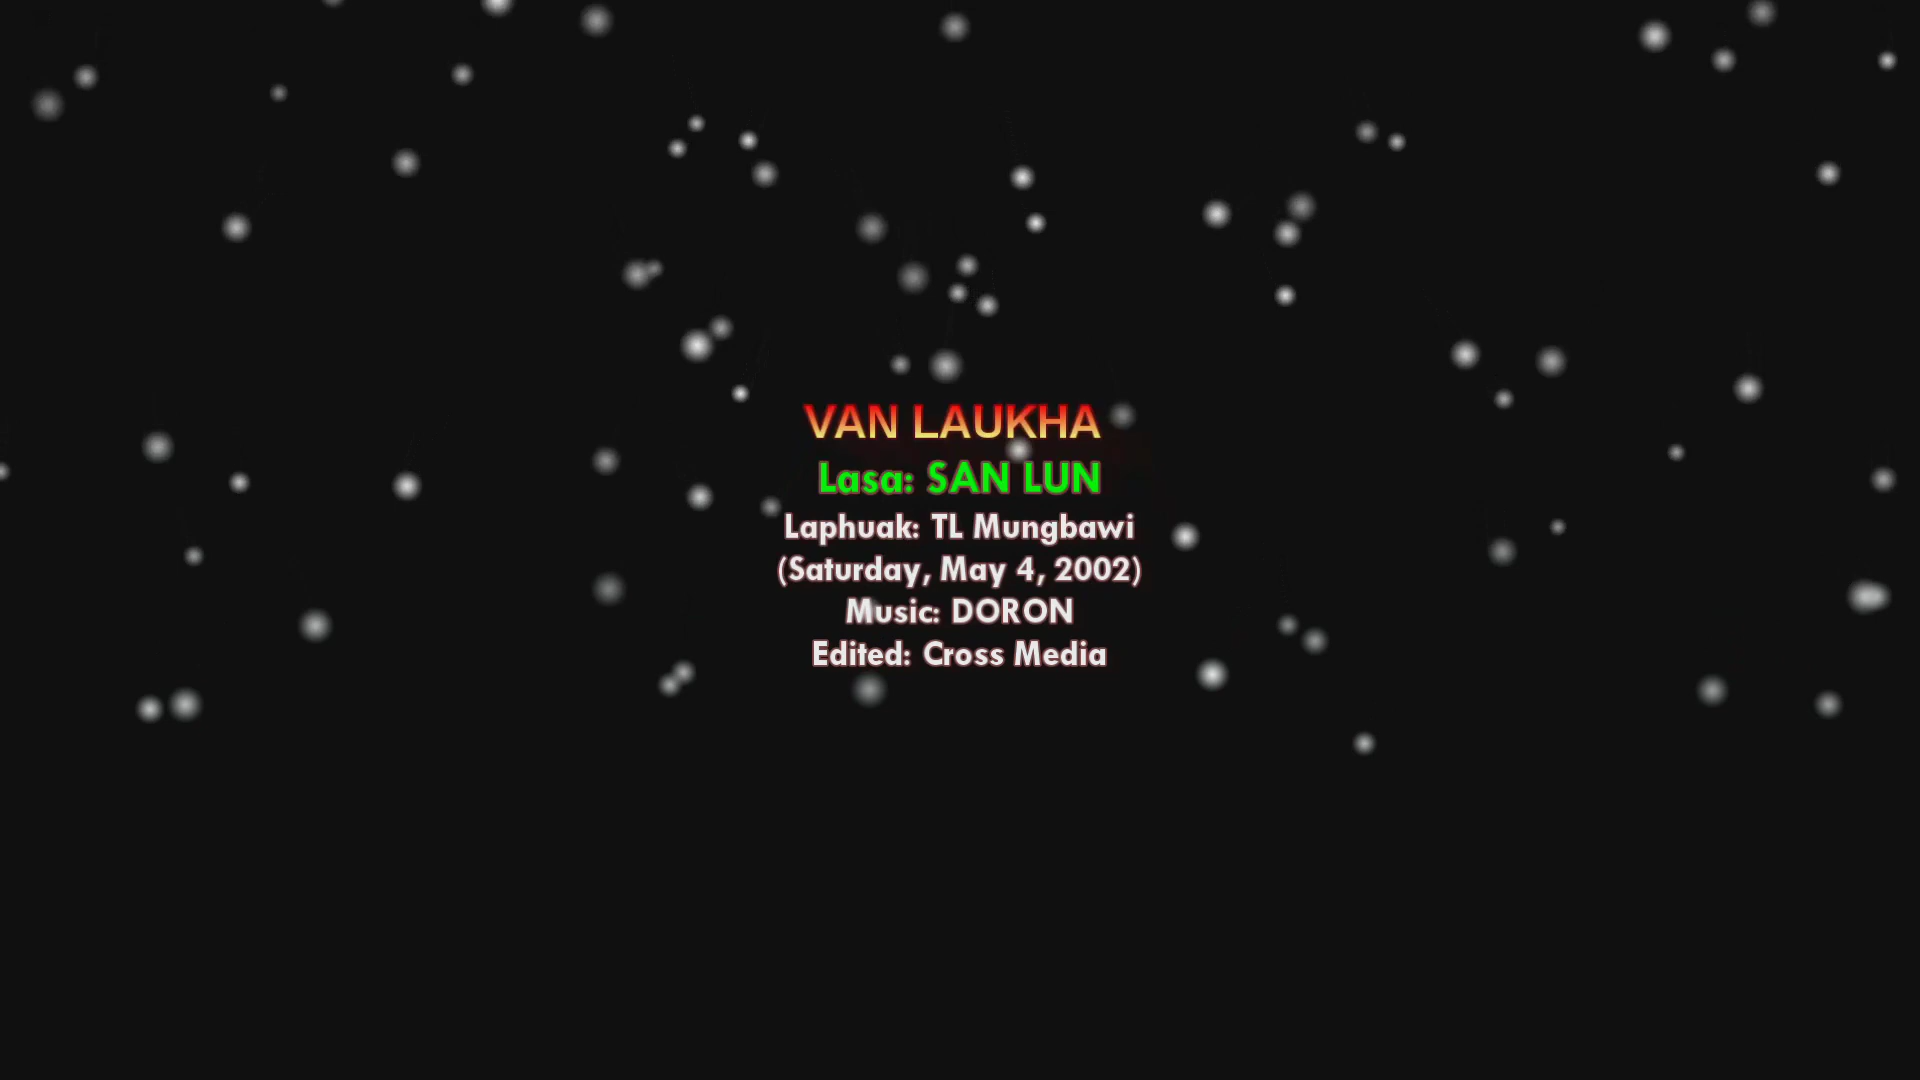 VAN LAUKHA
Lasa: SAN LUN
Laphuak: TL Mungbawi
(Saturday, May 4, 2002)
Music: DORON
Edited: Cross Media